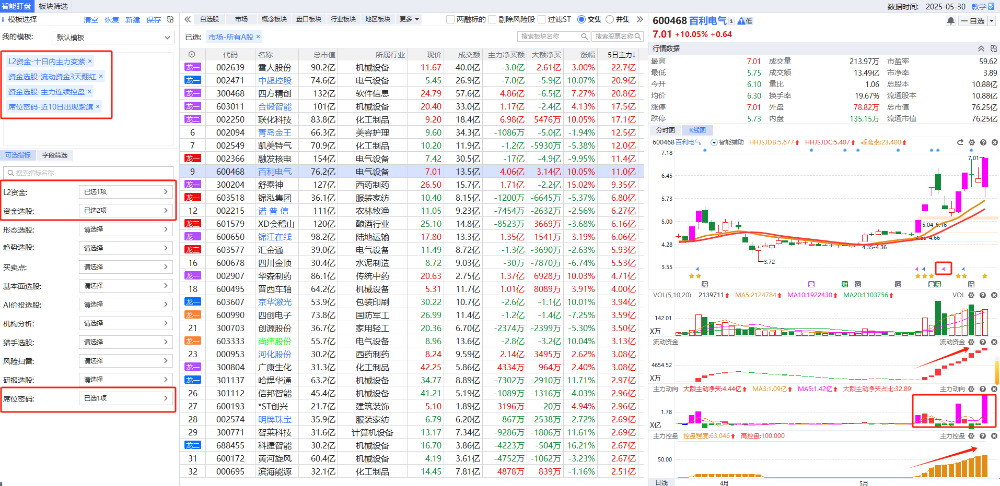 智能盯盘 板块筛选 数据时间: 2025-05-30 教学
模板选择 清空 恢复 新建 保存
我的模板: 默认模板
L2资金-十日内主力变紫 ×
资金选股-流动资金3天翻红 ×
资金选股-主力连续控盘 ×
席位密码-近10日出现紫旗 ×
可选指标 字段筛选
搜索指标名称
L2资金: 已选1项
资金选股: 已选2项
形态选股: 请选择
趋势选股: 请选择
买卖点: 请选择
基本面选股: 请选择
AI价投选股: 请选择
机构分析: 请选择
猎手选股: 请选择
风险扫雷: 请选择
研报选股: 请选择
席位密码: 已选1项
自选股 市场 概念板块 盘口板块 行业板块 地区板块 更多 两融标的 剔除风险股 过滤ST 交集 并集
已选: 市场-所有A股 × 搜索板块名称 搜索股票名称
代码 名称 总市值 所属行业 现价 成交额 主力净买额 大额净买 涨幅 5日主力↓
龙一 002639 雪人股份 90.2亿 机械设备 11.67 40.0亿 -3.0亿 2.61亿 3.00% 22.7亿
龙一 002471 中超控股 74.6亿 电气设备 5.45 26.9亿 -7.0亿 -5.9亿 10.07% 20.9亿
龙一 300468 四方精创 132亿 软件信息 24.79 57.6亿 4.86亿 -6.5亿 7.27% 20.8亿
龙一 603011 合锻智能 101亿 机械设备 20.40 33.0亿 1.17亿 -2.4亿 4.13% 17.5亿
龙二 002250 联化科技 83.8亿 化工制品 9.20 18.4亿 6.98亿 5476万 10.05% 17.1亿
6 002094 青岛金王 66.3亿 美容护理 9.60 34.3亿 -1086万 -5.0亿 -1.94% 12.5亿
7 002549 凯美特气 70.9亿 化工制品 10.20 11.9亿 -1.2亿 -5930万 -5.38% 12.0亿
龙一 002366 融发核电 154亿 电气设备 7.42 30.5亿 -17亿 -4.9亿 -9.95% 11.4亿
9 600468 百利电气 76.2亿 电气设备 7.01 13.5亿 4.06亿 3.14亿 10.05% 11.0亿
龙一 300204 舒泰神 127亿 西药制药 26.50 15.7亿 1.71亿 -2.2亿 15.02% 9.35亿
龙一 603518 锦泓集团 36.1亿 服装家纺 10.40 8.15亿 -1200万 -6645万 -5.37% 6.80亿
12 002215 诺 普 信 111亿 农林牧渔 11.05 9.23亿 -7454万 -2632万 -2.56% 6.27亿
龙三 601579 XD会稽山 120亿 酿酒行业 25.10 14.8亿 -8523万 3669万 -3.68% 6.16亿
龙一 600650 锦江在线 98.2亿 陆地运输 17.80 13.3亿 1.35亿 1541万 3.19% 6.06亿
龙三 603577 汇金通 39.0亿 电气设备 11.49 8.72亿 -1.3亿 -3690万 -2.63% 5.93亿
16 600678 四川金顶 30.4亿 水泥制造 8.72 9.03亿 -30万 -7870万 -6.74% 5.53亿
龙一 002907 华森制药 86.1亿 传统中药 20.63 2.75亿 1.37亿 6928万 10.03% 4.71亿
18 600495 晋西车轴 64.2亿 机械设备 5.31 11.7亿 1.01亿 8089万 3.91% 4.00亿
龙一 603607 京华激光 53.9亿 包装印刷 30.22 10.7亿 -2.6亿 -1.1亿 10.01% 3.94亿
龙一 600990 四创电子 73.8亿 国防军工 26.99 11.4亿 -1.2亿 -1.4亿 -7.25% 3.59亿
21 300703 创源股份 36.7亿 家用轻工 20.36 6.70亿 -2374万 -2399万 -5.30% 3.50亿
龙一 603333 尚纬股份 55.7亿 电气设备 8.96 13.6亿 -2.8亿 -3.2亿 10.04% 3.13亿
23 000953 河化股份 30.2亿 西药制药 8.24 9.59亿 2.14亿 3495万 2.62% 3.08亿
龙一 300804 广康生化 31.3亿 化工制品 42.25 5.86亿 4334万 964万 2.40% 3.08亿
龙一 301137 哈焊华通 63.2亿 机械设备 34.77 8.89亿 -7302万 -2910万 11.71% 2.97亿
26 301112 信邦智能 45.4亿 机械设备 41.21 5.19亿 -1089万 -1316万 -4.03% 2.96亿
27 600193 *ST创兴 21.7亿 建筑装饰 5.10 1.89亿 3196万 -20万 4.94% 2.96亿
28 002574 明牌珠宝 35.9亿 服装家纺 6.79 6.20亿 -867万 -2538万 -2.72% 2.69亿
29 300771 智莱科技 31.6亿 计算机设备 13.17 7.34亿 -9286万 -1806万 11.61% 2.69亿
龙二 688455 科捷智能 30.2亿 机械设备 16.70 3.86亿 -4223万 -504万 16.21% 2.67亿
31 600172 黄河旋风 60.4亿 机械设备 4.19 3.61亿 -4752万 -1062万 -3.23% 2.67亿
32 000695 滨海能源 32.1亿 化工制品 14.45 7.81亿 4878万 839万 -1.16% 2.51亿
600468 百利电气 低 自选
7.01 +10.05% +0.64
行情数据
最高 7.01 成交量 213.97万 市盈率 59.62
最低 5.75 成交额 13.49亿 市净率 3.89
今开 6.10 量比 1.06 总股本 10.88亿
均价 6.30 换手率 19.67% 流通股本 10.88亿
涨停 7.01 外盘 78.82万 总市值 76.25亿
跌停 5.73 内盘 135.15万 流通市值 76.25亿
分时图 K线图
600468 百利电气 智能辅助 HHJSJDB:5.677 HHJSJDC:5.407 乖离率:23.480
7.18
7.01
6.45
5.73
5.00
5.04-5.16
4.65-4.66
4.28
4.35-4.36
3.72
3.55
提 财 提 提
VOL(5,10,20) 2139711 MA5:2124784 MA10:1922430 MA20:1103756 VOL
142.01
X万
流动资金 流动资金
4654.52
X万
主力动向 大额主动净买:4.44亿 MA3:1.09亿 MA5:1.42亿 大额主动净买占比:32.89 主力动向
1.78
X亿
主力控盘 控盘程度:63.046 高控盘:100.000 主力控盘
50.00
日线 4月 5月